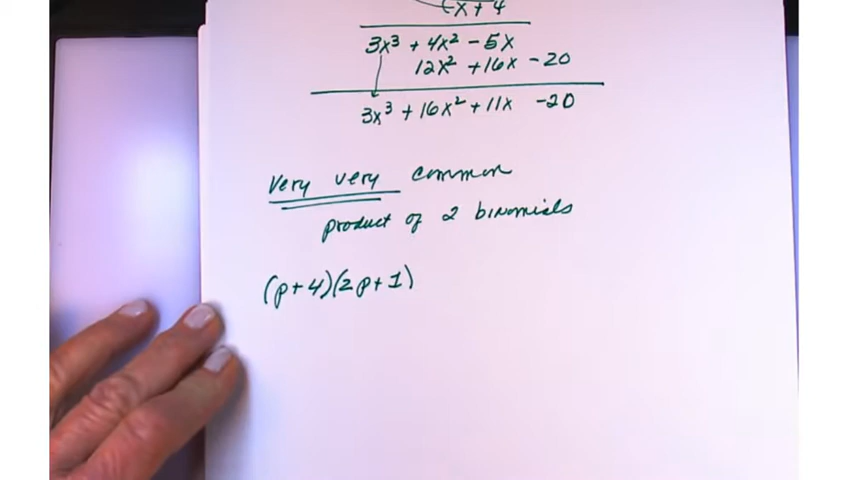 (x + 4
3x³ + 4x² - 5x
12x² + 16x - 20
3x³ + 16x² + 11x - 20
Very very common
product of 2 binomials
(p + 4)(2p + 1)